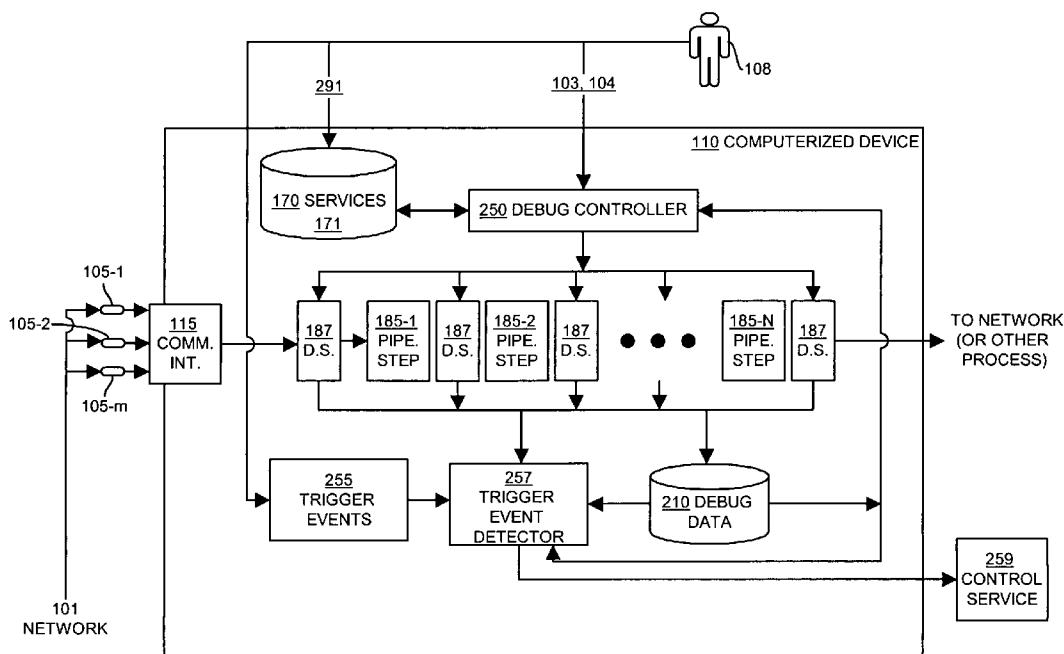 108
291
103, 104
110 COMPUTERIZED DEVICE
170 SERVICES
171
250 DEBUG CONTROLLER
105-1
105-2
105-m
115
COMM.
INT.
187
D.S.
185-1
PIPE.
STEP
187
D.S.
185-2
PIPE.
STEP
187
D.S.
185-N
PIPE.
STEP
187
D.S.
TO NETWORK
(OR OTHER
PROCESS)
255
TRIGGER
EVENTS
257
TRIGGER
EVENT
DETECTOR
210 DEBUG
DATA
259
CONTROL
SERVICE
101
NETWORK